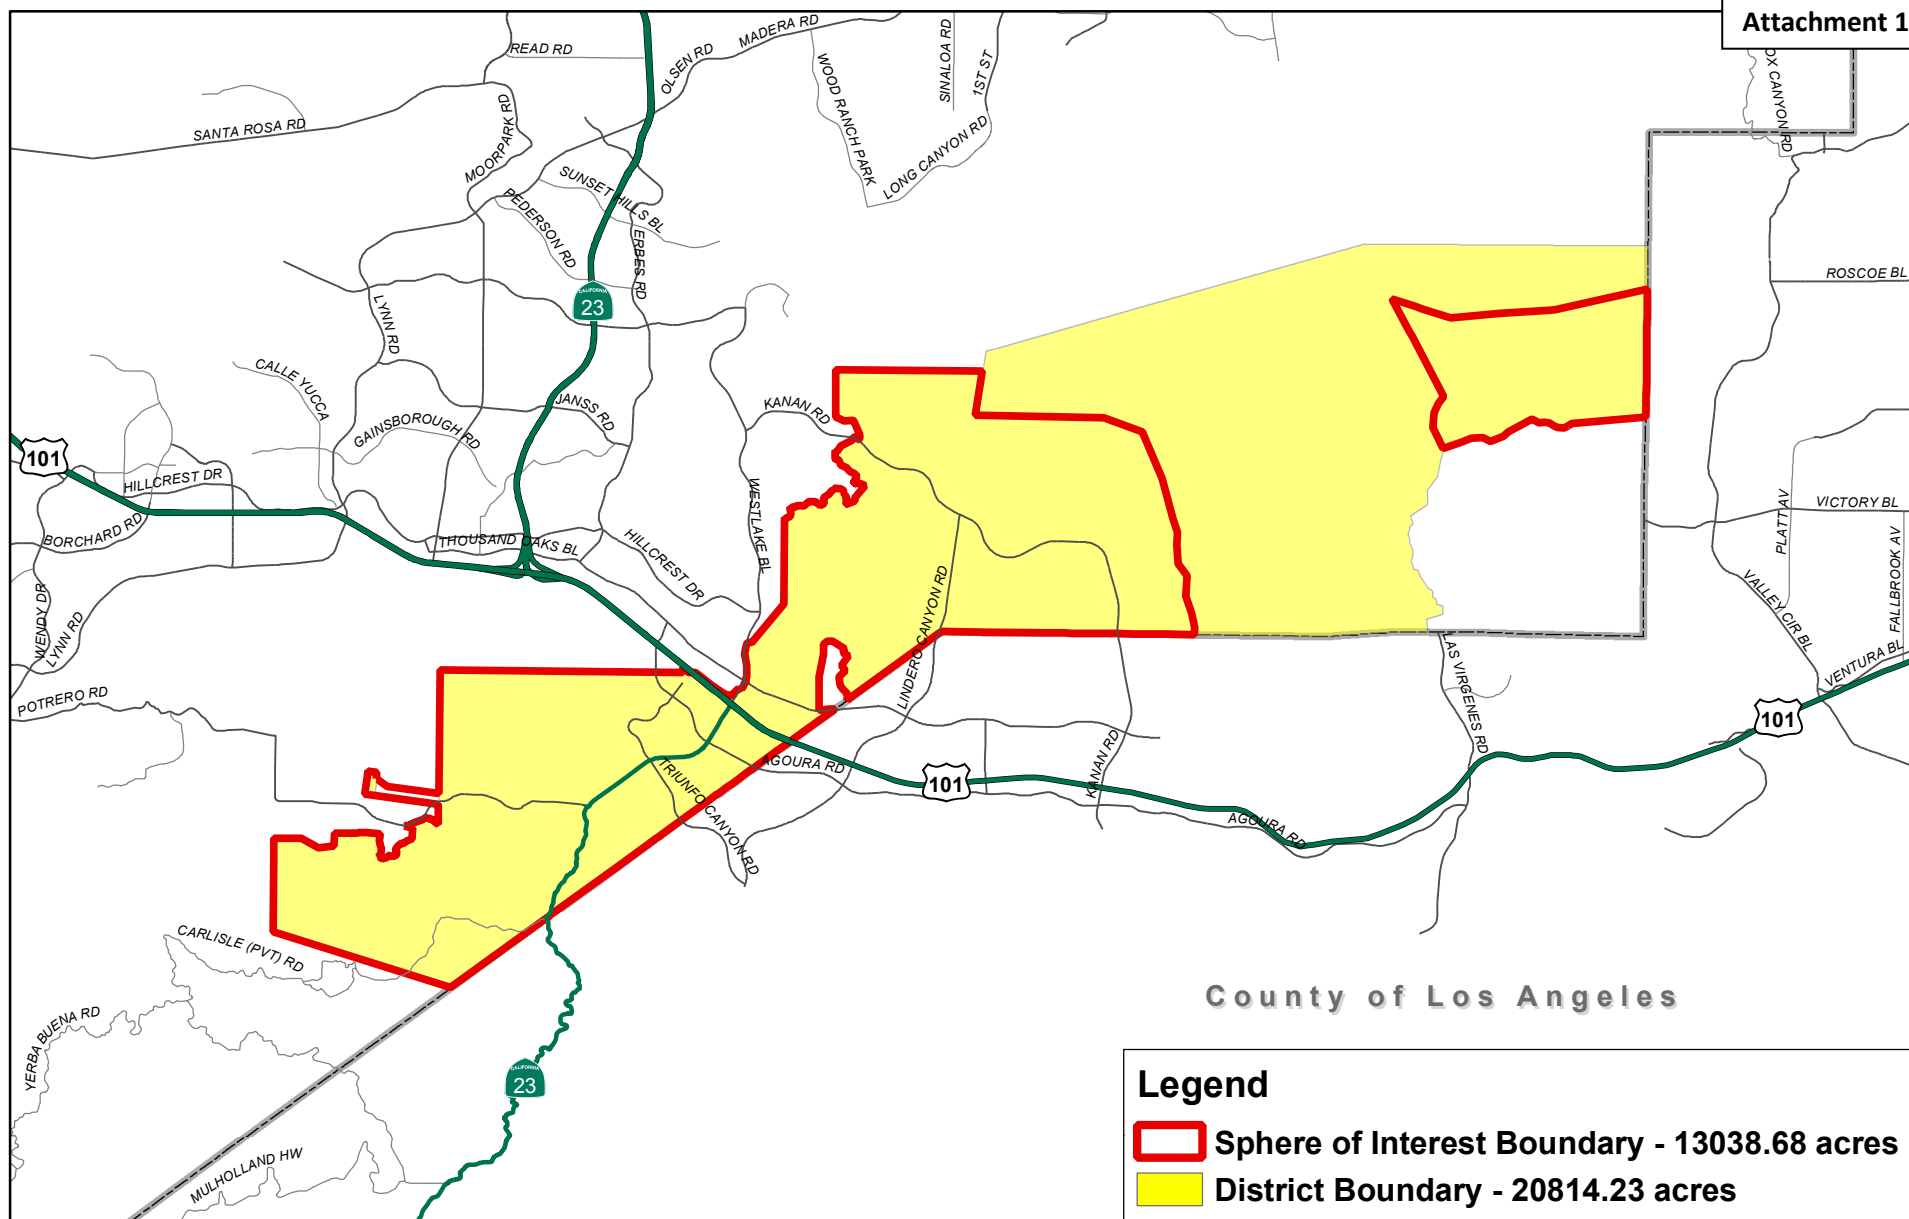 Attachment 1
READ RD
OLSEN RD
MADERA RD
WOOD RANCH PARK
SINALOA RD
1ST ST
LONG CANYON RD
OX CANYON RD
SANTA ROSA RD
MOORPARK RD
SUNSET HILLS BL
PEDERSON RD
ERBES RD
CALIFORNIA
23
ROSCOE BL
LYNN RD
CALLE YUCCA
GAINSBOROUGH RD
JANSS RD
KANAN RD
101
HILLCREST DR
BORCHARD RD
THOUSAND OAKS BL
HILLCREST DR
WESTLAKE BL
VICTORY BL
PLATT AV
FALLBROOK AV
WENDY DR
LYNN RD
LINDERO CANYON RD
VALLEY CIR BL
VENTURA BL
POTRERO RD
LAS VIRGENES RD
101
AGOURA RD
101
KANAN RD
TRIUNFO CANYON RD
AGOURA RD
CARLISLE (PVT) RD
County of Los Angeles
YERBA BUENA RD
CALIFORNIA
23
MULHOLLAND HW
Legend
Sphere of Interest Boundary - 13038.68 acres
District Boundary - 20814.23 acres